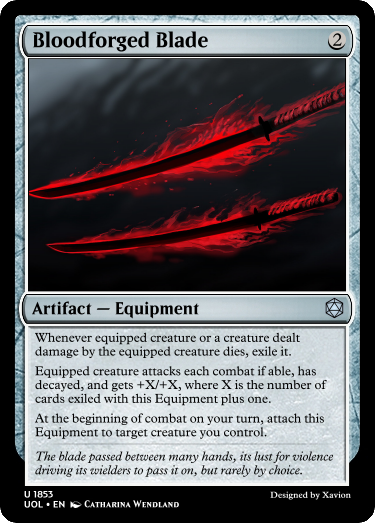 Bloodforged Blade 2
Artifact — Equipment
Whenever equipped creature or a creature dealt
damage by the equipped creature dies, exile it.
Equipped creature attacks each combat if able, has
decayed, and gets +X/+X, where X is the number of
cards exiled with this Equipment plus one.
At the beginning of combat on your turn, attach this
Equipment to target creature you control.
The blade passed between many hands, its lust for violence
driving its wielders to pass it on, but rarely by choice.
U 1853
UOL • EN Catharina Wendland
Designed by Xavion